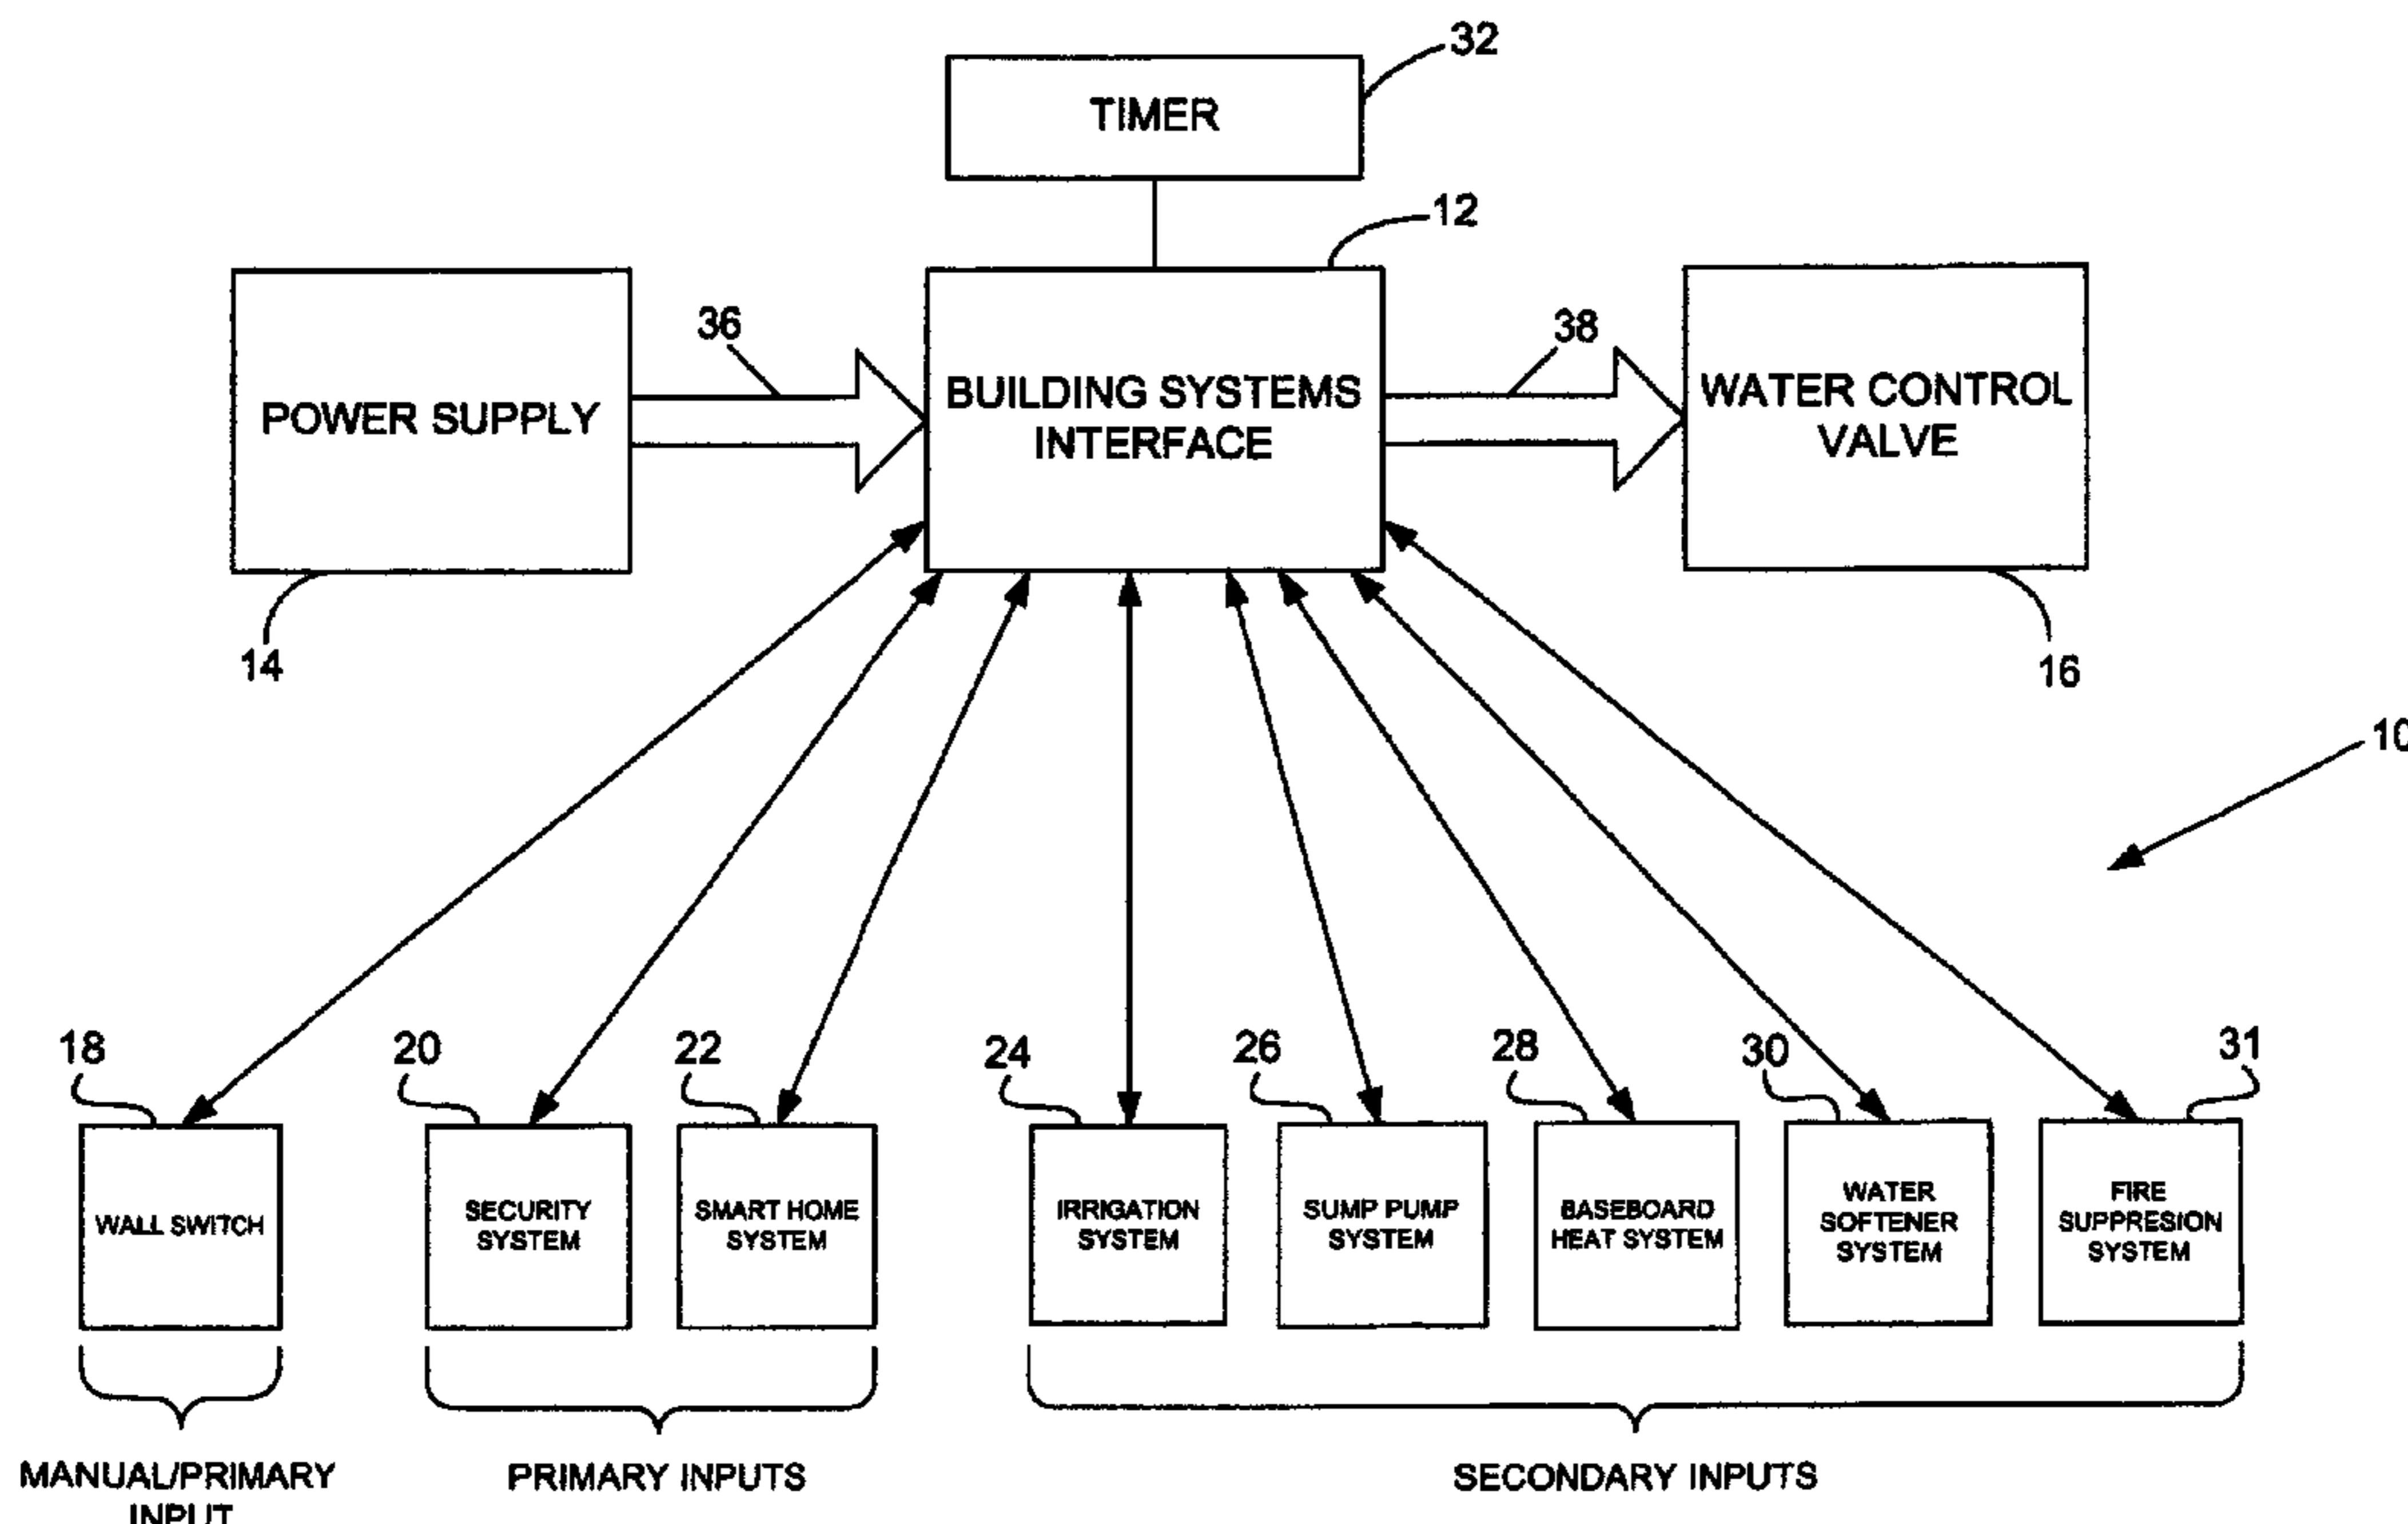 32
TIMER
12
36
38
POWER SUPPLY
BUILDING SYSTEMS
INTERFACE
WATER CONTROL
VALVE
14
16
10
18
20
22
24
26
28
30
31
WALL SWITCH
SECURITY
SYSTEM
SMART HOME
SYSTEM
IRRIGATION
SYSTEM
SUMP PUMP
SYSTEM
BASEBOARD
HEAT SYSTEM
WATER
SOFTENER
SYSTEM
FIRE
SUPPRESION
SYSTEM
MANUAL/PRIMARY
INPUT
PRIMARY INPUTS
SECONDARY INPUTS